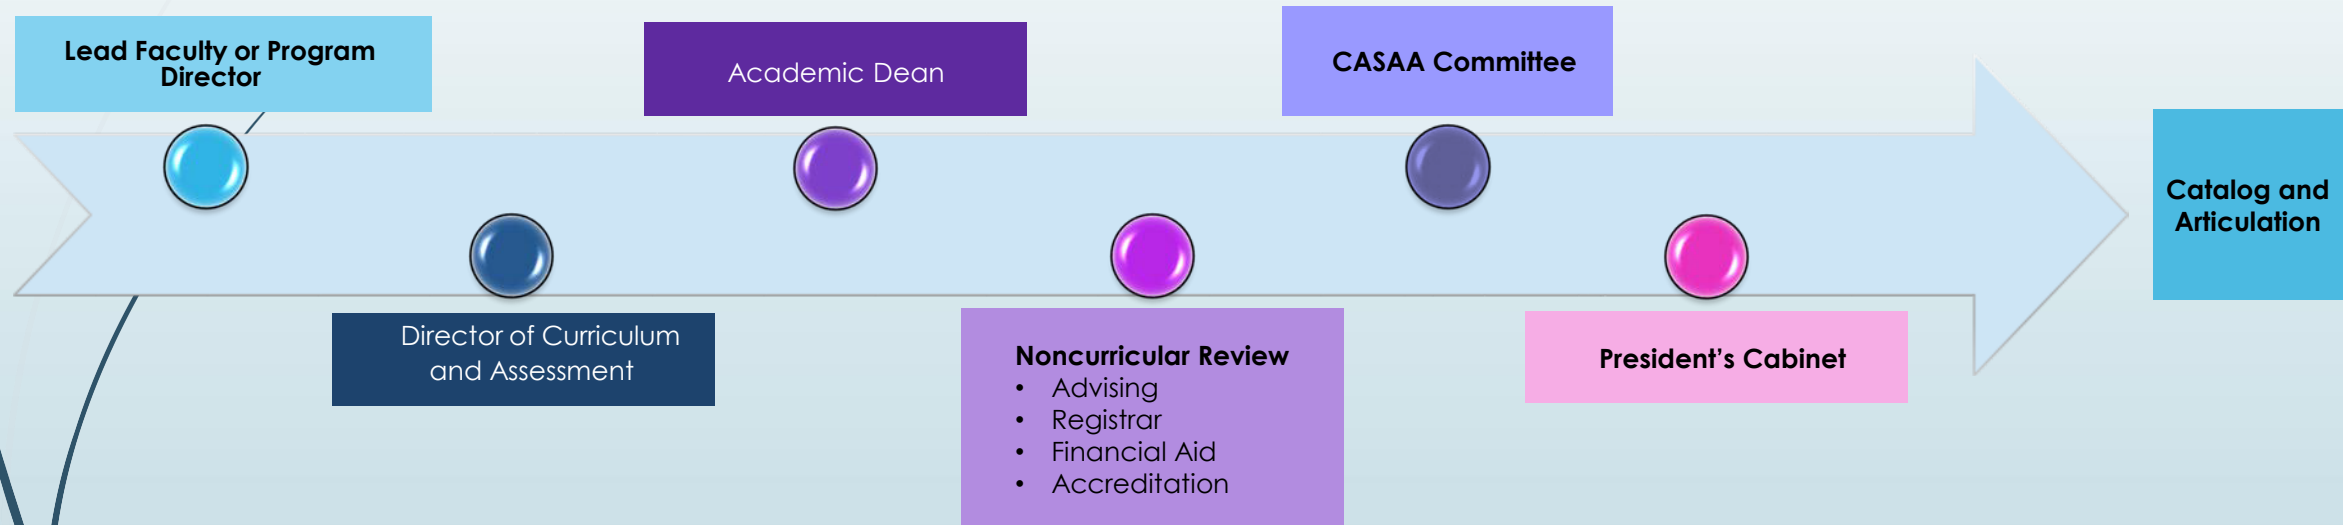 Lead Faculty or Program
Director
Director of Curriculum
and Assessment
Academic Dean
Noncurricular Review
• Advising
• Registrar
• Financial Aid
• Accreditation
CASAA Committee
President’s Cabinet
Catalog and
Articulation